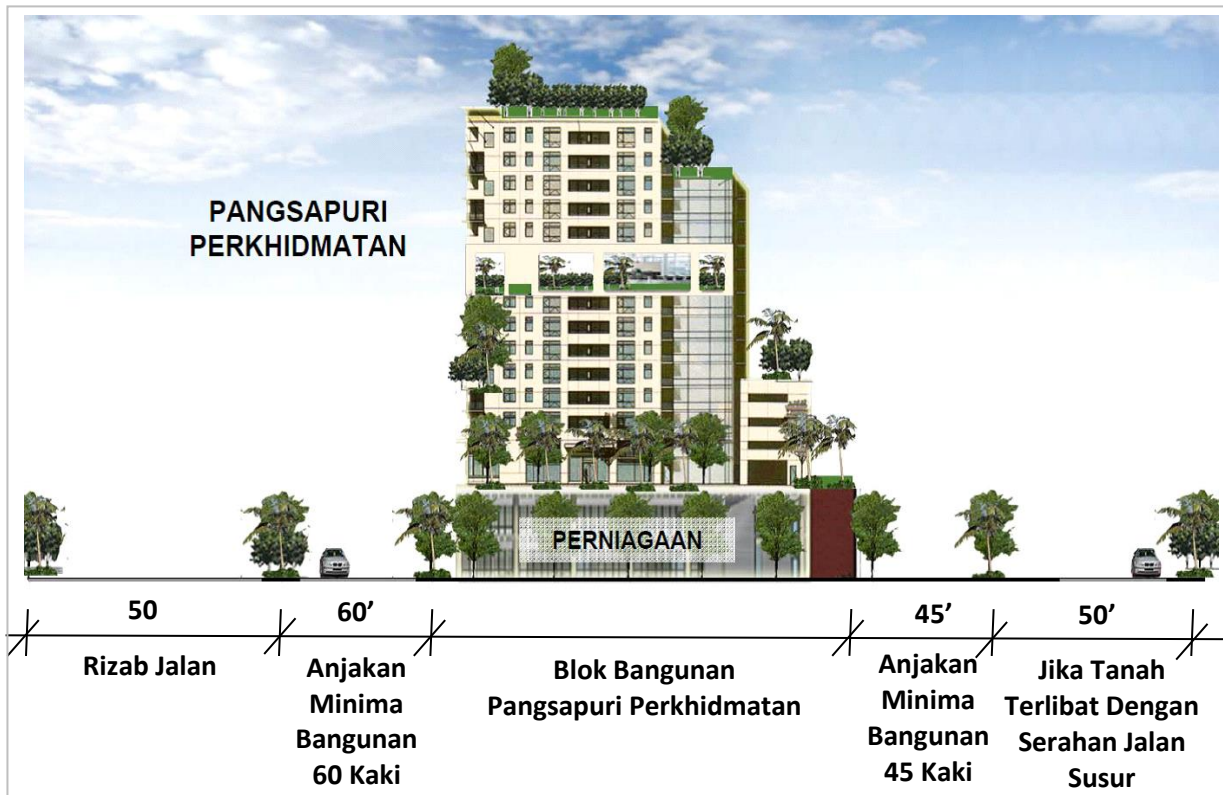 PANGSAPURI
PERKHIDMATAN
PERNIAGAAN
50
60’
45’
50’
Rizab Jalan
Anjakan
Minima
Bangunan
60 Kaki
Blok Bangunan
Pangsapuri Perkhidmatan
Anjakan
Minima
Bangunan
45 Kaki
Jika Tanah
Terlibat Dengan
Serahan Jalan
Susur